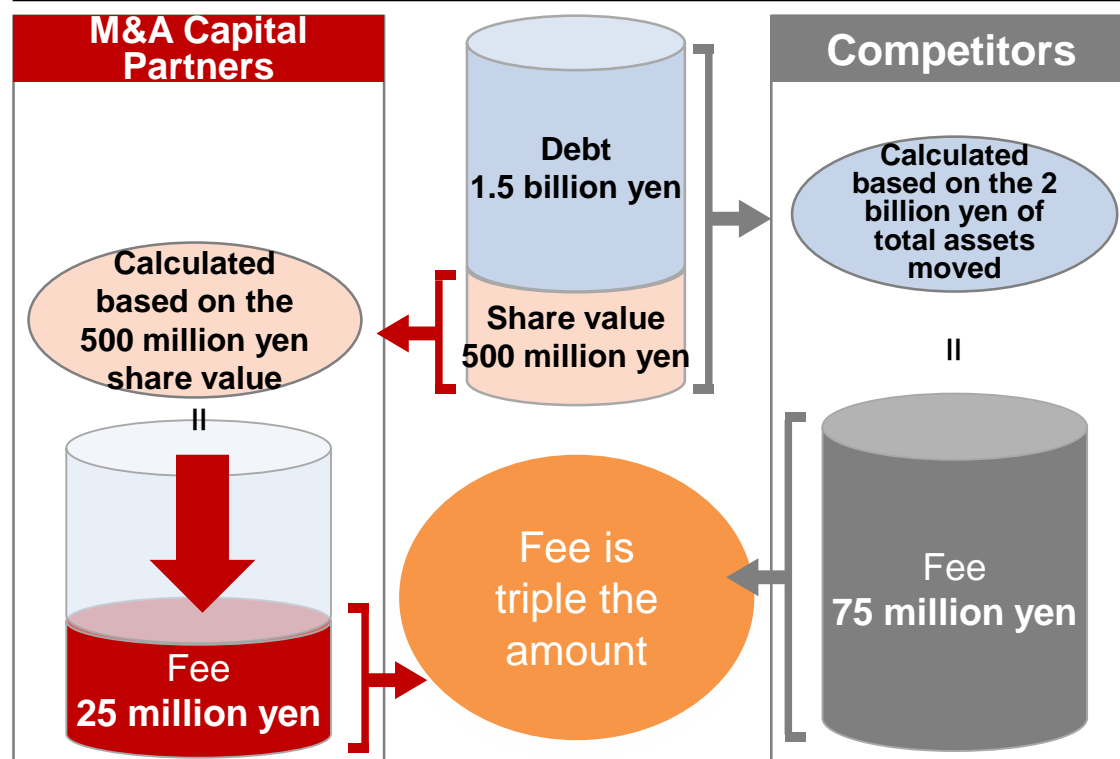 M&A Capital
Partners
Calculated
based on the
500 million yen
share value
=
Fee
25 million yen
Debt
1.5 billion yen
Share value
500 million yen
Fee is
triple the
amount
Competitors
Calculated
based on the 2
billion yen of
total assets
moved
=
Fee
75 million yen